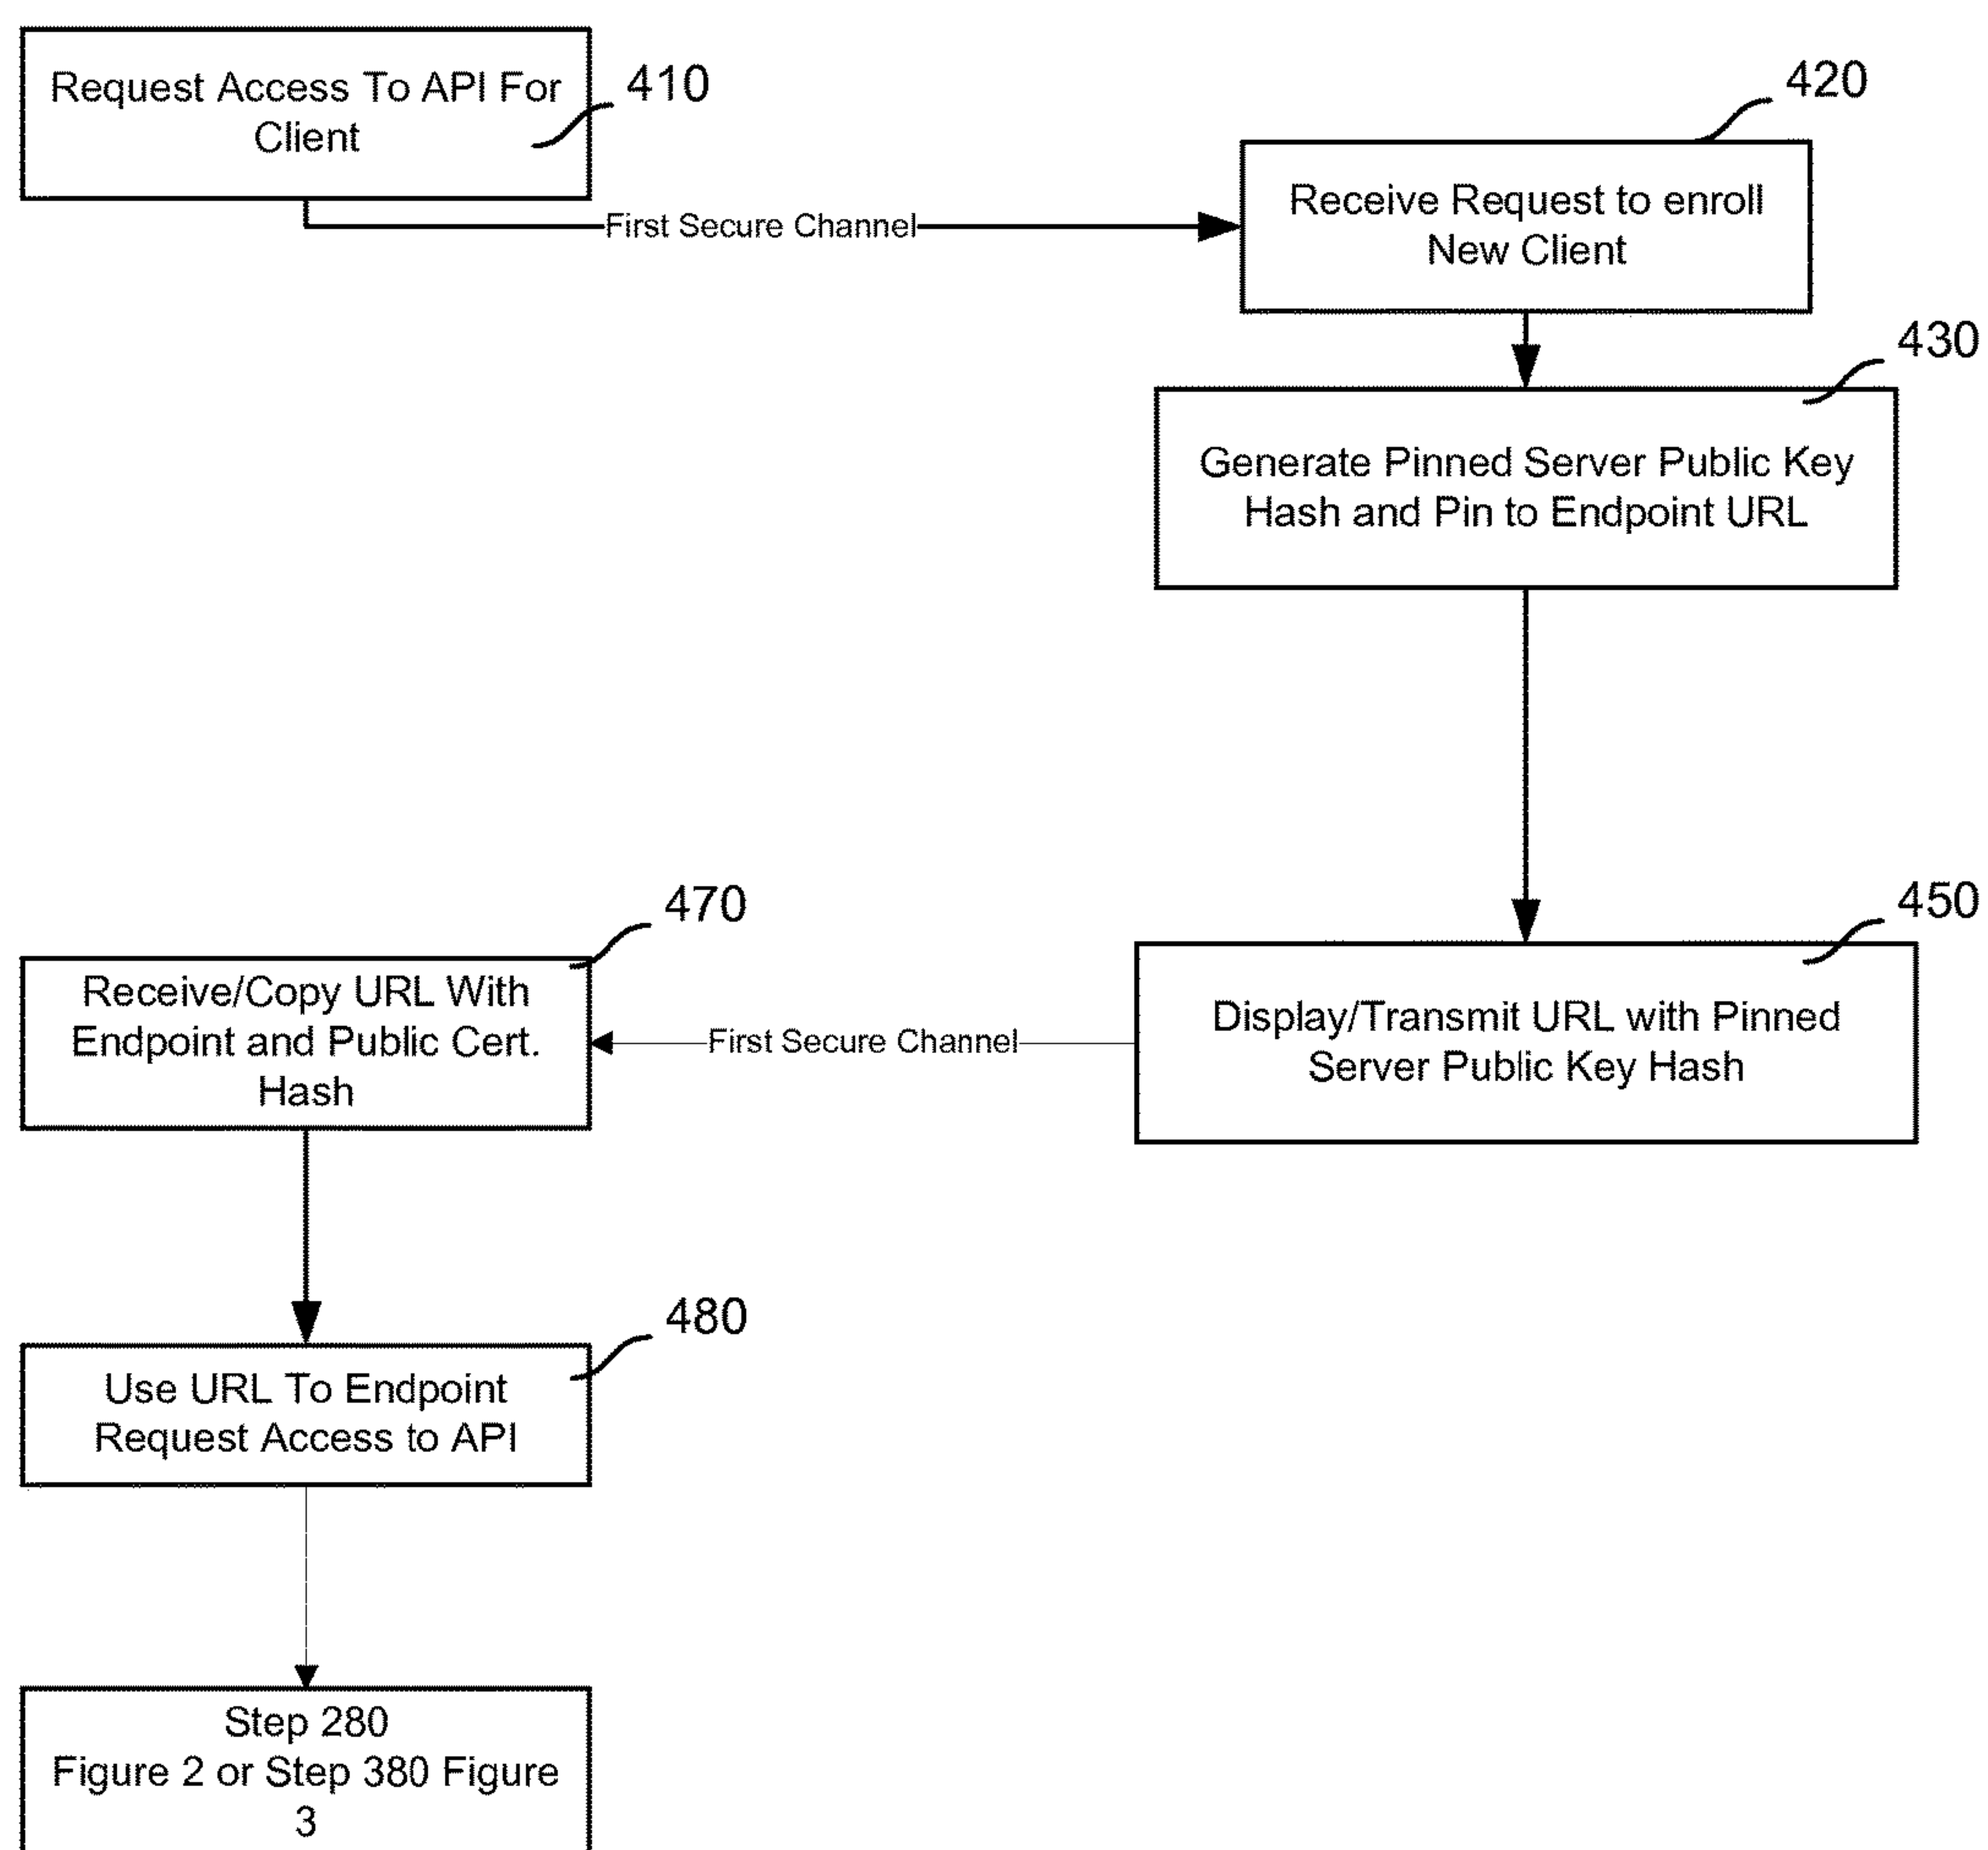 Request Access To API For
Client
410
First Secure Channel
420
Receive Request to enroll
New Client
430
Generate Pinned Server Public Key
Hash and Pin to Endpoint URL
450
Display/Transmit URL with Pinned
Server Public Key Hash
First Secure Channel
470
Receive/Copy URL With
Endpoint and Public Cert.
Hash
480
Use URL To Endpoint
Request Access to API
Step 280
Figure 2 or Step 380 Figure
3